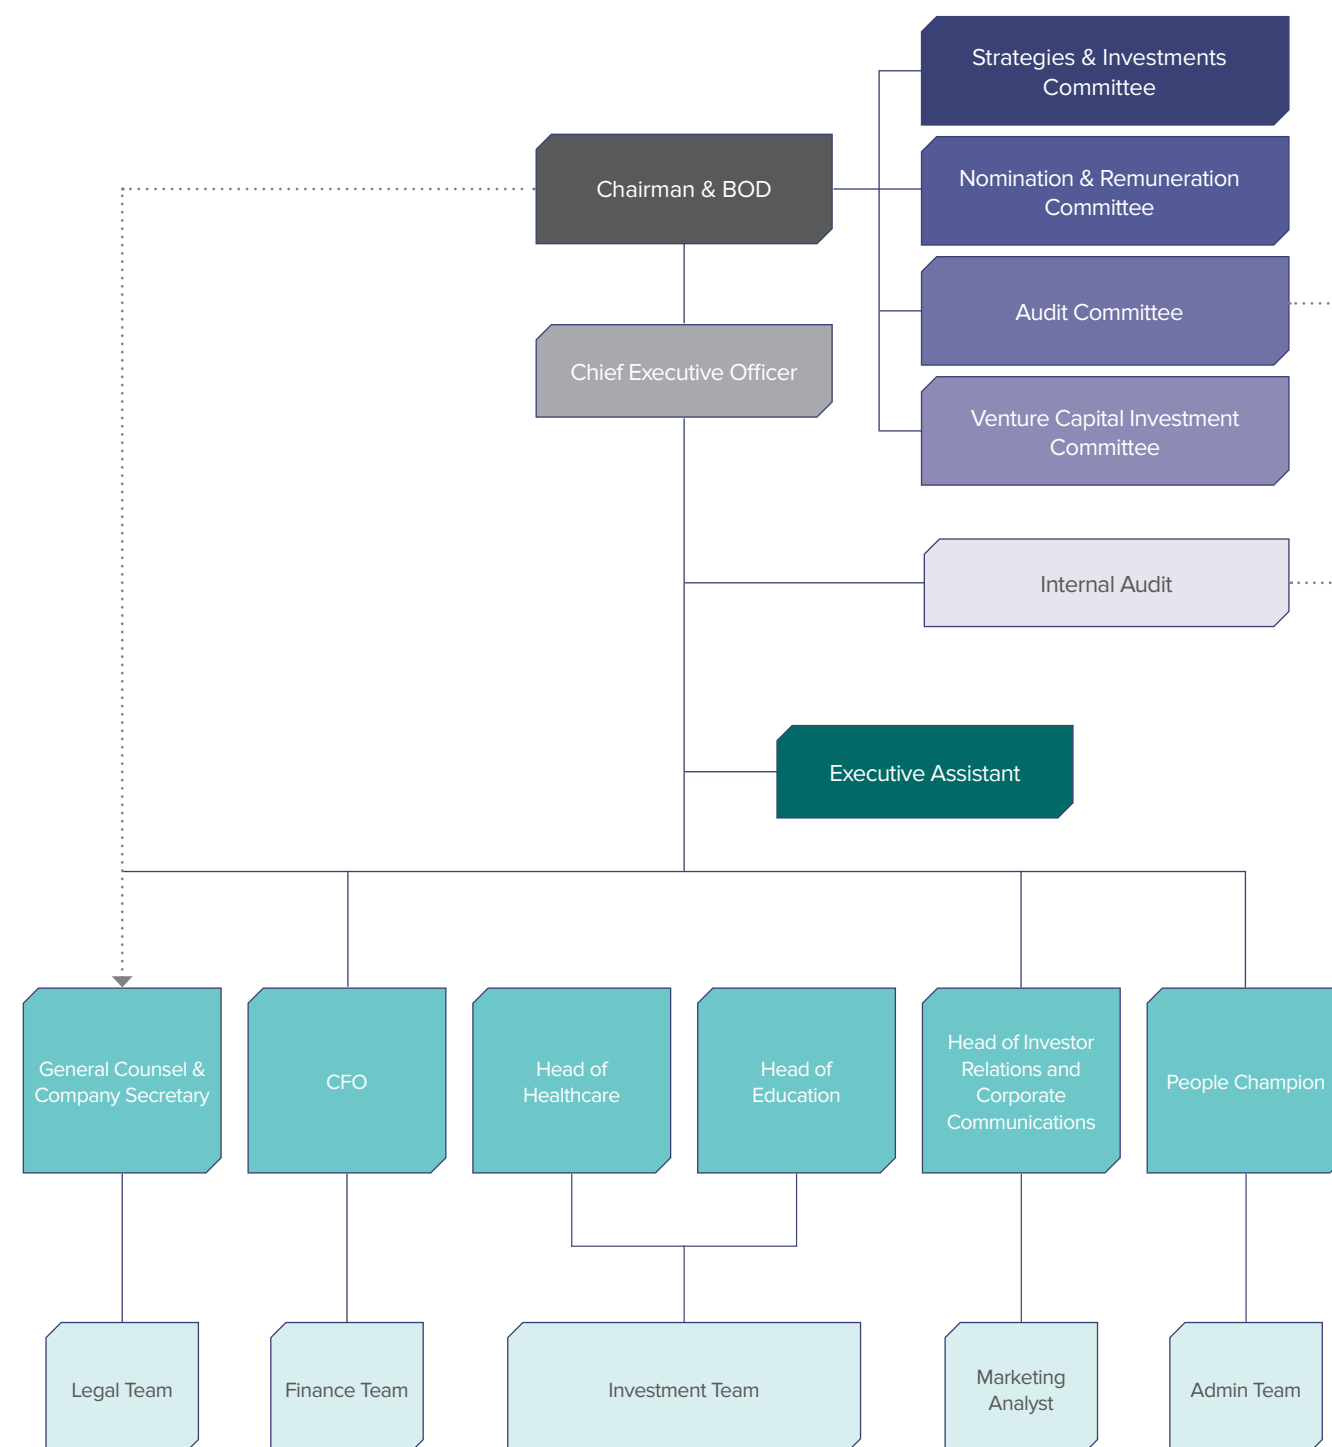 Strategies & Investments
Committee
Chairman & BOD
Nomination & Remuneration
Committee
Audit Committee
Chief Executive Officer
Venture Capital Investment
Committee
Internal Audit
Executive Assistant
General Counsel &
Company Secretary
CFO
Head of
Healthcare
Head of
Education
Head of Investor
Relations and
Corporate
Communications
People Champion
Legal Team
Finance Team
Investment Team
Marketing
Analyst
Admin Team